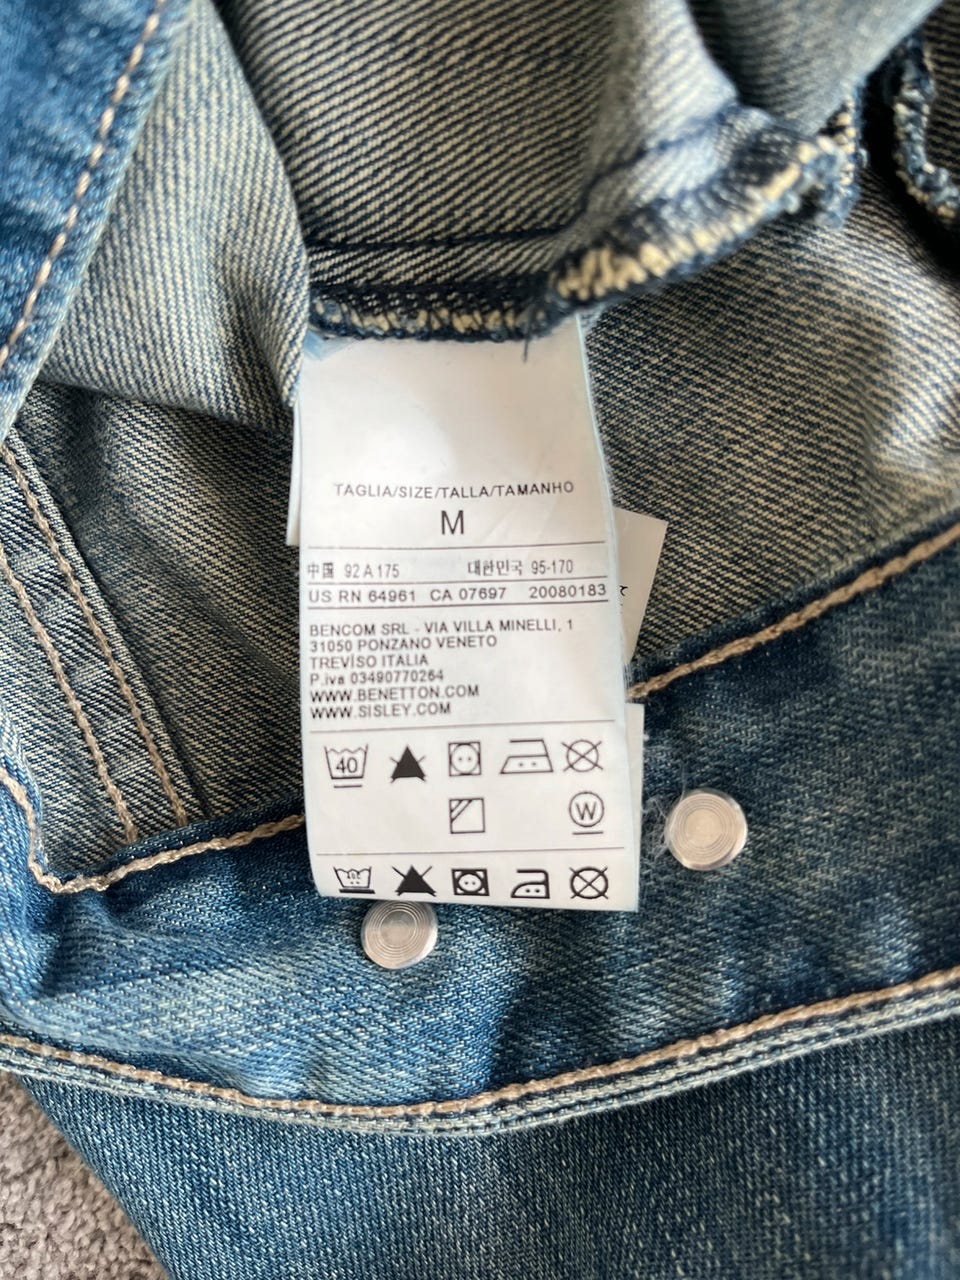 TAGLIA/SIZE/TALLA/TAMANHO
M
中国 92 A 175 대한민국 95-170
US RN 64961 CA 07697 20080183
BENCOM SRL - VIA VILLA MINELLI, 1
31050 PONZANO VENETO
TREVISO ITALIA
P.iva 03490770264
WWW.BENETTON.COM
WWW.SISLEY.COM
40
W